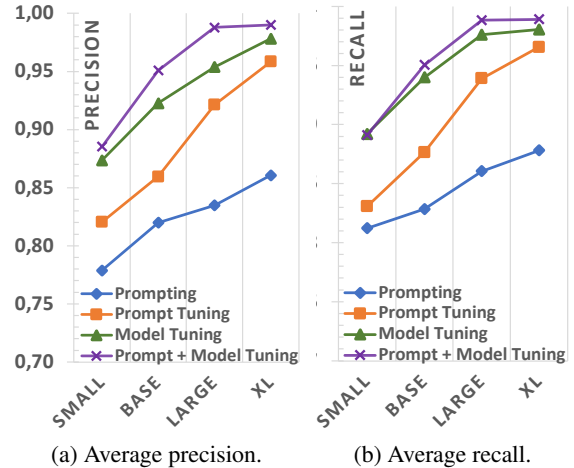 1,00
0,95
0,90
0,85
0,80
0,75
0,70
PRECISION
Prompting
Prompt Tuning
Model Tuning
Prompt + Model Tuning
SMALL
BASE
LARGE
XL
(a) Average precision.
RECALL
Prompting
Prompt Tuning
Model Tuning
Prompt + Model Tuning
SMALL
BASE
LARGE
XL
(b) Average recall.